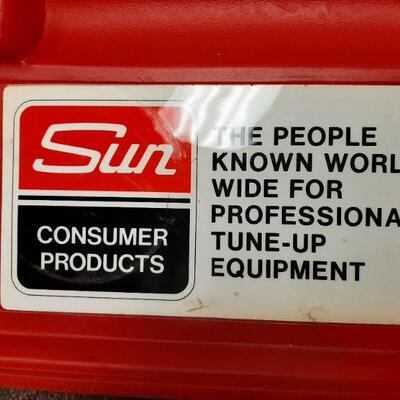 Sun
CONSUMER
PRODUCTS
THE PEOPLE
KNOWN WORL
WIDE FOR
PROFESSIONA
TUNE-UP
EQUIPMENT